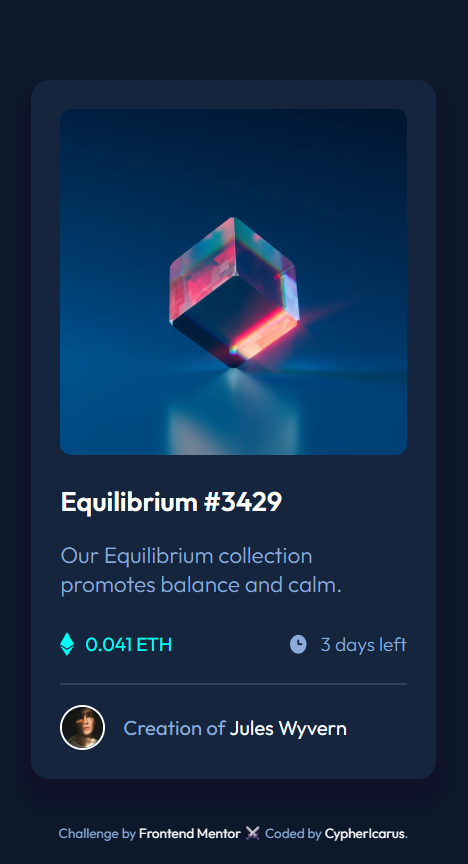 Equilibrium #3429
Our Equilibrium collection
promotes balance and calm.
0.041 ETH
3 days left
Creation of Jules Wyvern
Challenge by Frontend Mentor ⚔️ Coded by CypherIcarus.